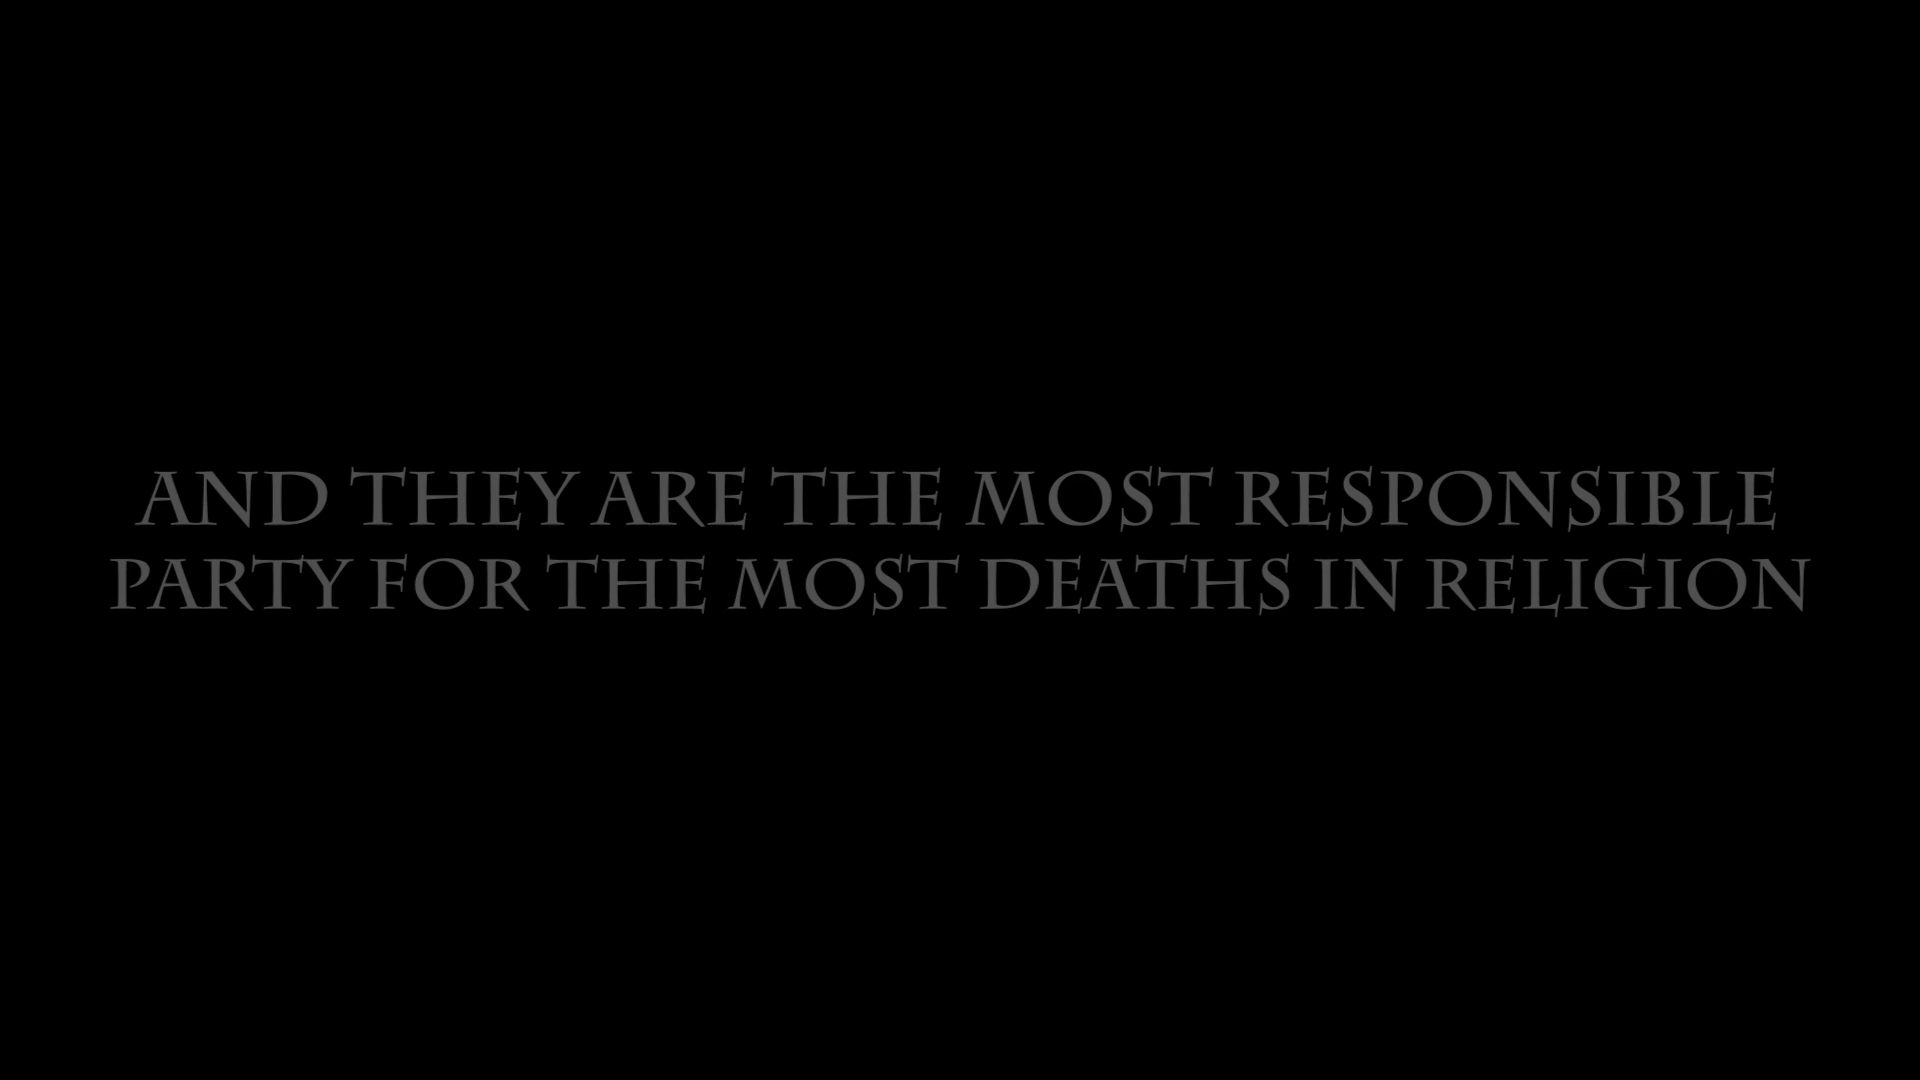 AND THEY ARE THE MOST RESPONSIBLE
PARTY FOR THE MOST DEATHS IN RELIGION